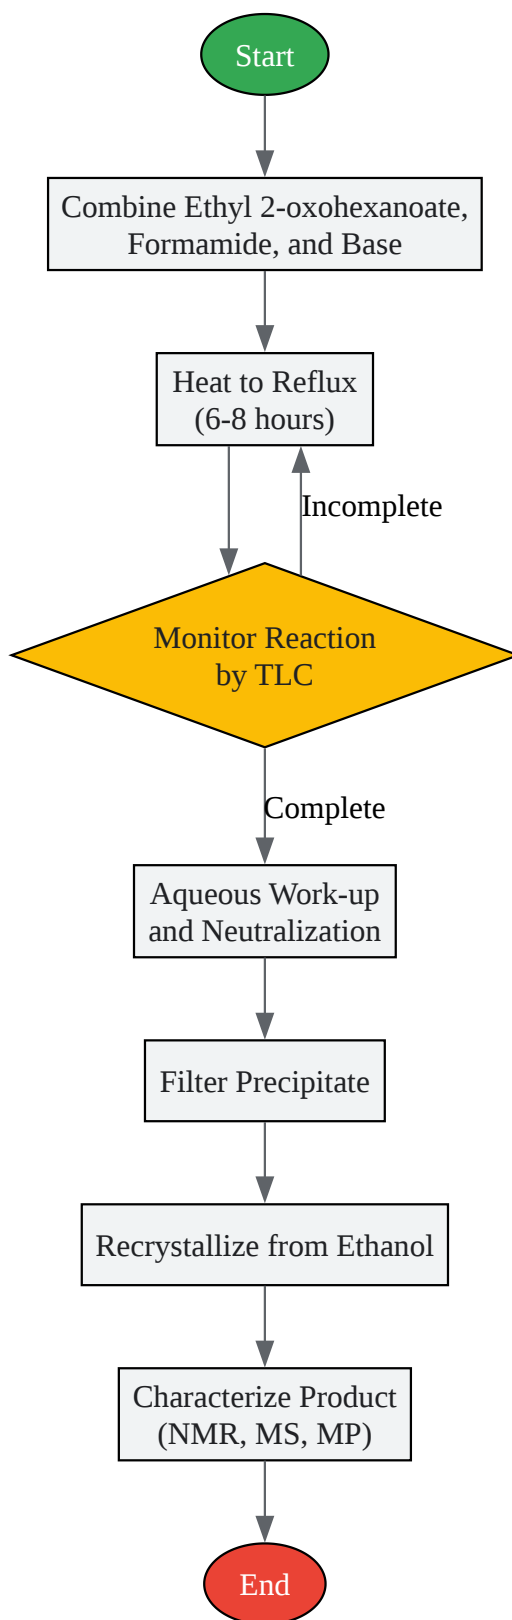 Start
Combine Ethyl 2-oxohexanoate,
Formamide, and Base
Heat to Reflux
(6-8 hours)
Incomplete
Monitor Reaction
by TLC
Complete
Aqueous Work-up
and Neutralization
Filter Precipitate
Recrystallize from Ethanol
Characterize Product
(NMR, MS, MP)
End